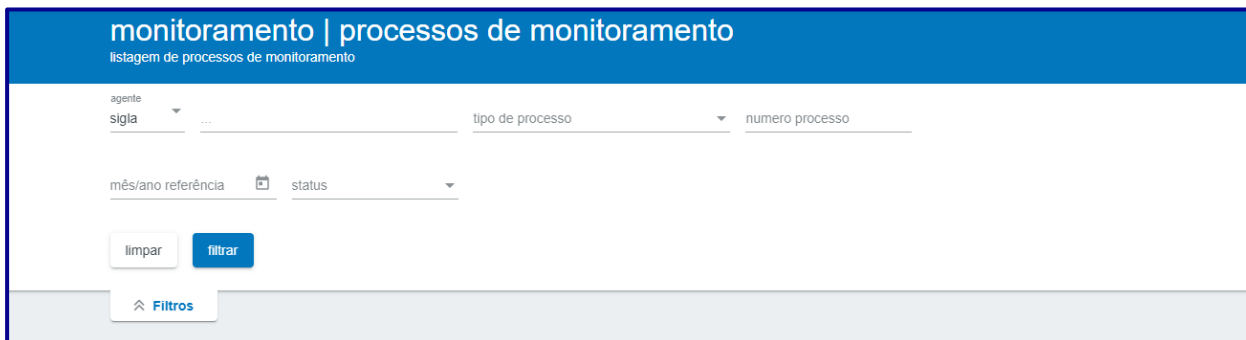 monitoramento | processos de monitoramento
listagem de processos de monitoramento
agente
sigla ... tipo de processo numero processo
mês/ano referência status
limpar filtrar
Filtros